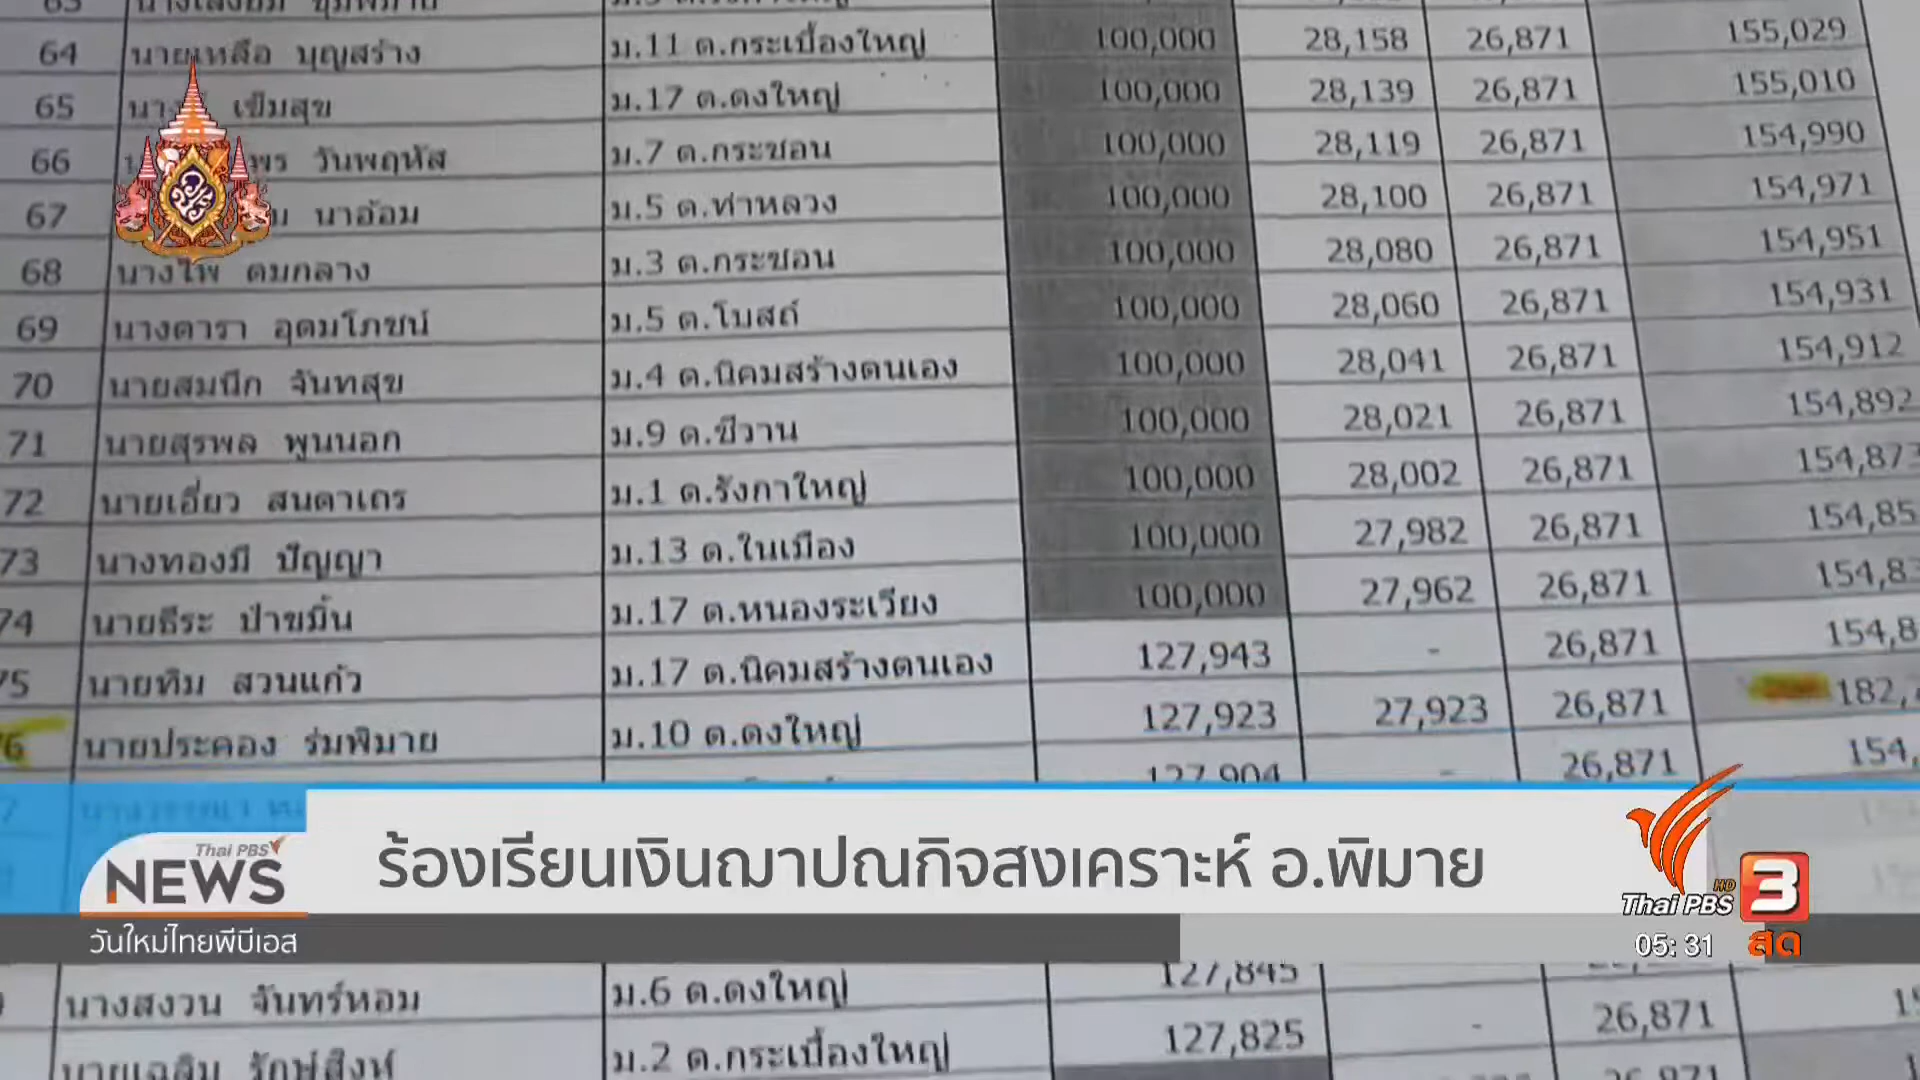 64 นายเหลือ บุญสร้าง ม.11 ต.กระเบื้องใหญ่ 100,000 28,158 26,871 155,029
65 เข็มสุข ม.17 ต.ดงใหญ่ 100,000 28,139 26,871 155,010
66 วันพฤหัส ม.7 ต.กระชอน 100,000 28,119 26,871 154,990
67 นาอ้อม ม.5 ต.ท่าหลวง 100,000 28,100 26,871 154,971
68 นางไพ ตมกลาง ม.3 ต.กระชอน 100,000 28,080 26,871 154,951
69 นางดารา อุดมโภชน์ ม.5 ต.โบสถ์ 100,000 28,060 26,871 154,931
70 นายสมนึก จันทสุข ม.4 ต.นิคมสร้างตนเอง 100,000 28,041 26,871 154,912
71 นายสุรพล พูนนอก ม.9 ต.ชีวาน 100,000 28,021 26,871 154,892
72 นายเอี่ยว สนตาเถร ม.1 ต.รังกาใหญ่ 100,000 28,002 26,871 154,873
73 นางทองมี ปัญญา ม.13 ต.ในเมือง 100,000 27,982 26,871 154,85
74 นายธีระ ป่าขมิ้น ม.17 ต.หนองระเวียง 100,000 27,962 26,871 154,83
75 นายทิม สวนแก้ว ม.17 ต.นิคมสร้างตนเอง 127,943 - 26,871 154,8
76 นายประคอง ร่มพิมาย ม.10 ต.ดงใหญ่ 127,923 27,923 26,871 182,
127,904 - 26,871 154,
Thai PBS
NEWS
ร้องเรียนเงินฌาปณกิจสงเคราะห์ อ.พิมาย
Thai PBS HD 3
วันใหม่ไทยพีบีเอส
05:31 สด
นางสงวน จันทร์หอม ม.6 ต.ดงใหญ่ 127,845
นายเฉลิม รักษ์สิงห์ ม.2 ต.กระเบื้องใหญ่ 127,825 - 26,871